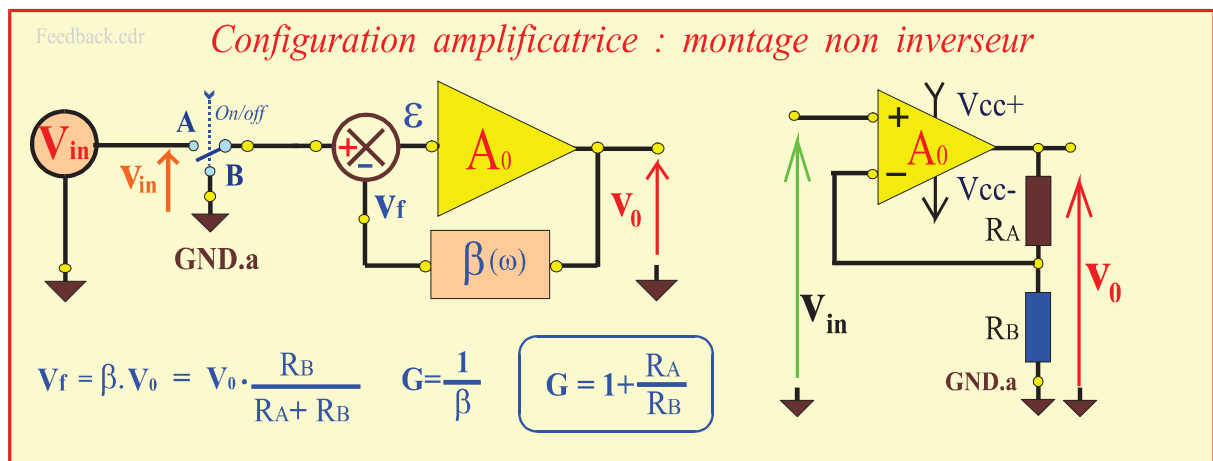 Feedback.cdr
Configuration amplificatrice : montage non inverseur
Vin
A
On/off
B
Vin
GND.a
+
-
ε
A0
Vf
β(ω)
V0
Vin
+
-
A0
Vcc+
Vcc-
RA
RB
V0
GND.a
Vf = β.V0 = V0 · RB / RA + RB
G = 1 / β
G = 1 + RA / RB